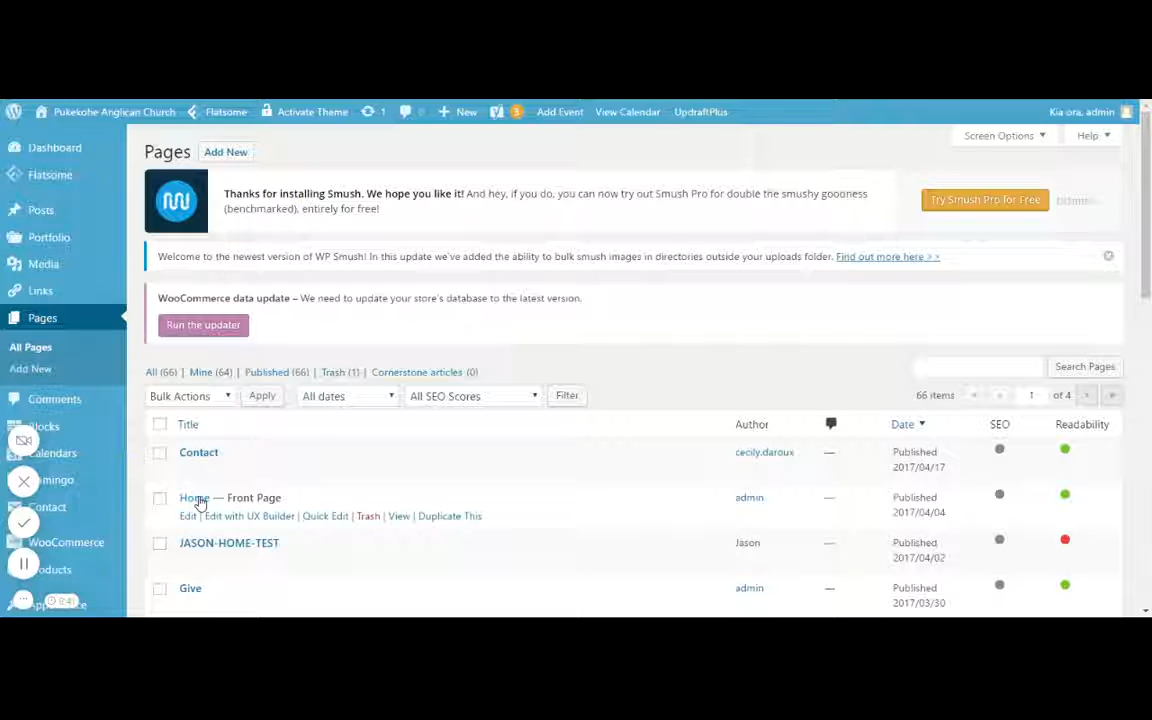 Pukekohe Anglican Church Flatsome Activate Theme 1 New 3 Add Event View Calendar UpdraftPlus Kia ora, admin
Screen Options Help
Dashboard
Flatsome
Posts
Portfolio
Media
Links
Pages
All Pages
Add New
Comments
WooCommerce
Pages Add New
Thanks for installing Smush. We hope you like it! And hey, if you do, you can now try out Smush Pro for double the smushy goodness
(benchmarked), entirely for free!
Try Smush Pro for Free
Welcome to the newest version of WP Smush! In this update we've added the ability to bulk smush images in directories outside your uploads folder. Find out more here >>
WooCommerce data update – We need to update your store's database to the latest version.
Run the updater
All (66) | Mine (64) | Published (66) | Trash (1) | Cornerstone articles (0)
Search Pages
Bulk Actions Apply All dates All SEO Scores Filter 66 items « ‹ 1 of 4 › »
Title Author Date SEO Readability
Contact cecily.daroux — Published
2017/04/17
Home — Front Page admin — Published
2017/04/04
Edit | Edit with UX Builder | Quick Edit | Trash | View | Duplicate This
JASON-HOME-TEST Jason — Published
2017/04/02
Give admin — Published
2017/03/30
locks
alendars
mingo
ontact
oducts
0:41